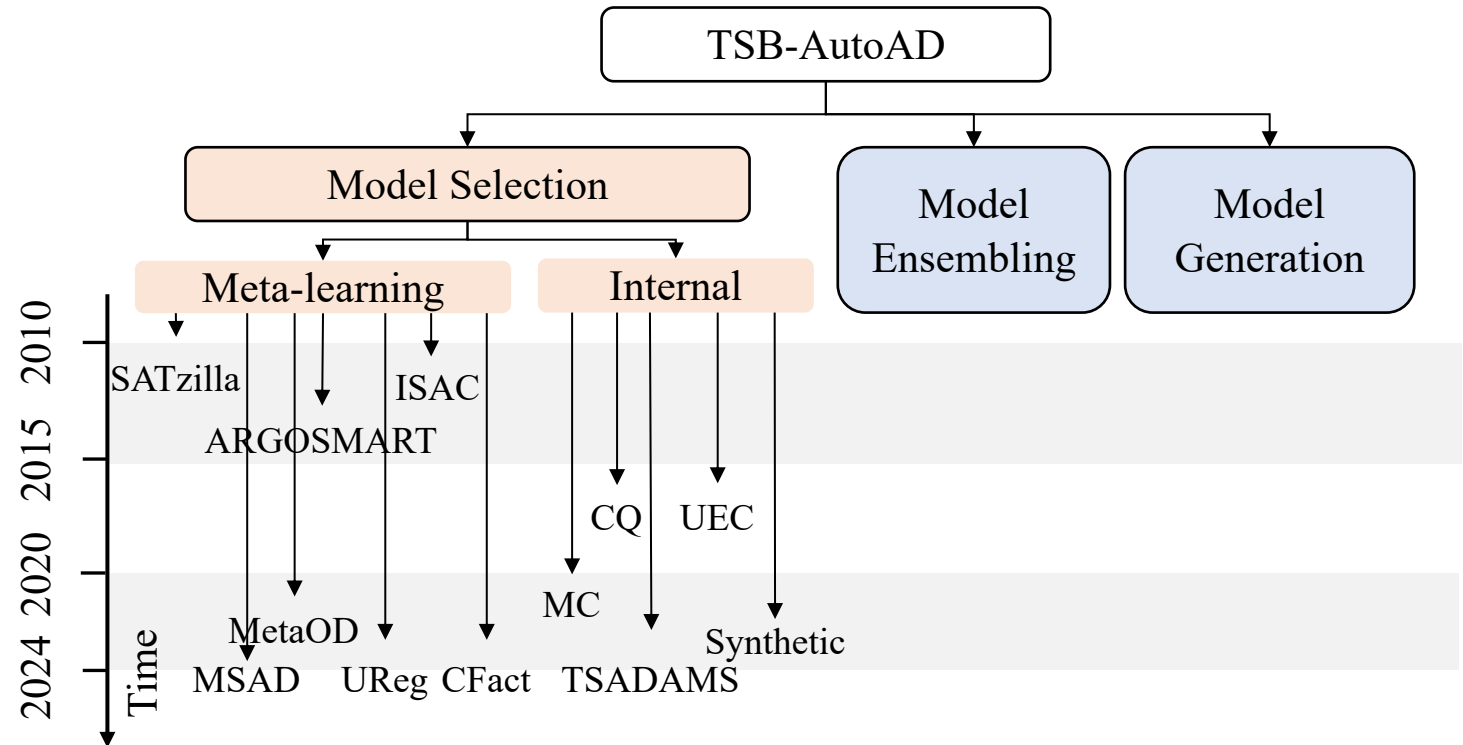 TSB-AutoAD
Model Selection
Model
Ensembling
Model
Generation
Meta-learning
Internal
2010
2015
2020
2024
Time
SATzilla
ISAC
ARGOSMART
CQ
UEC
MC
MetaOD
Synthetic
MSAD
UReg
CFact
TSADAMS